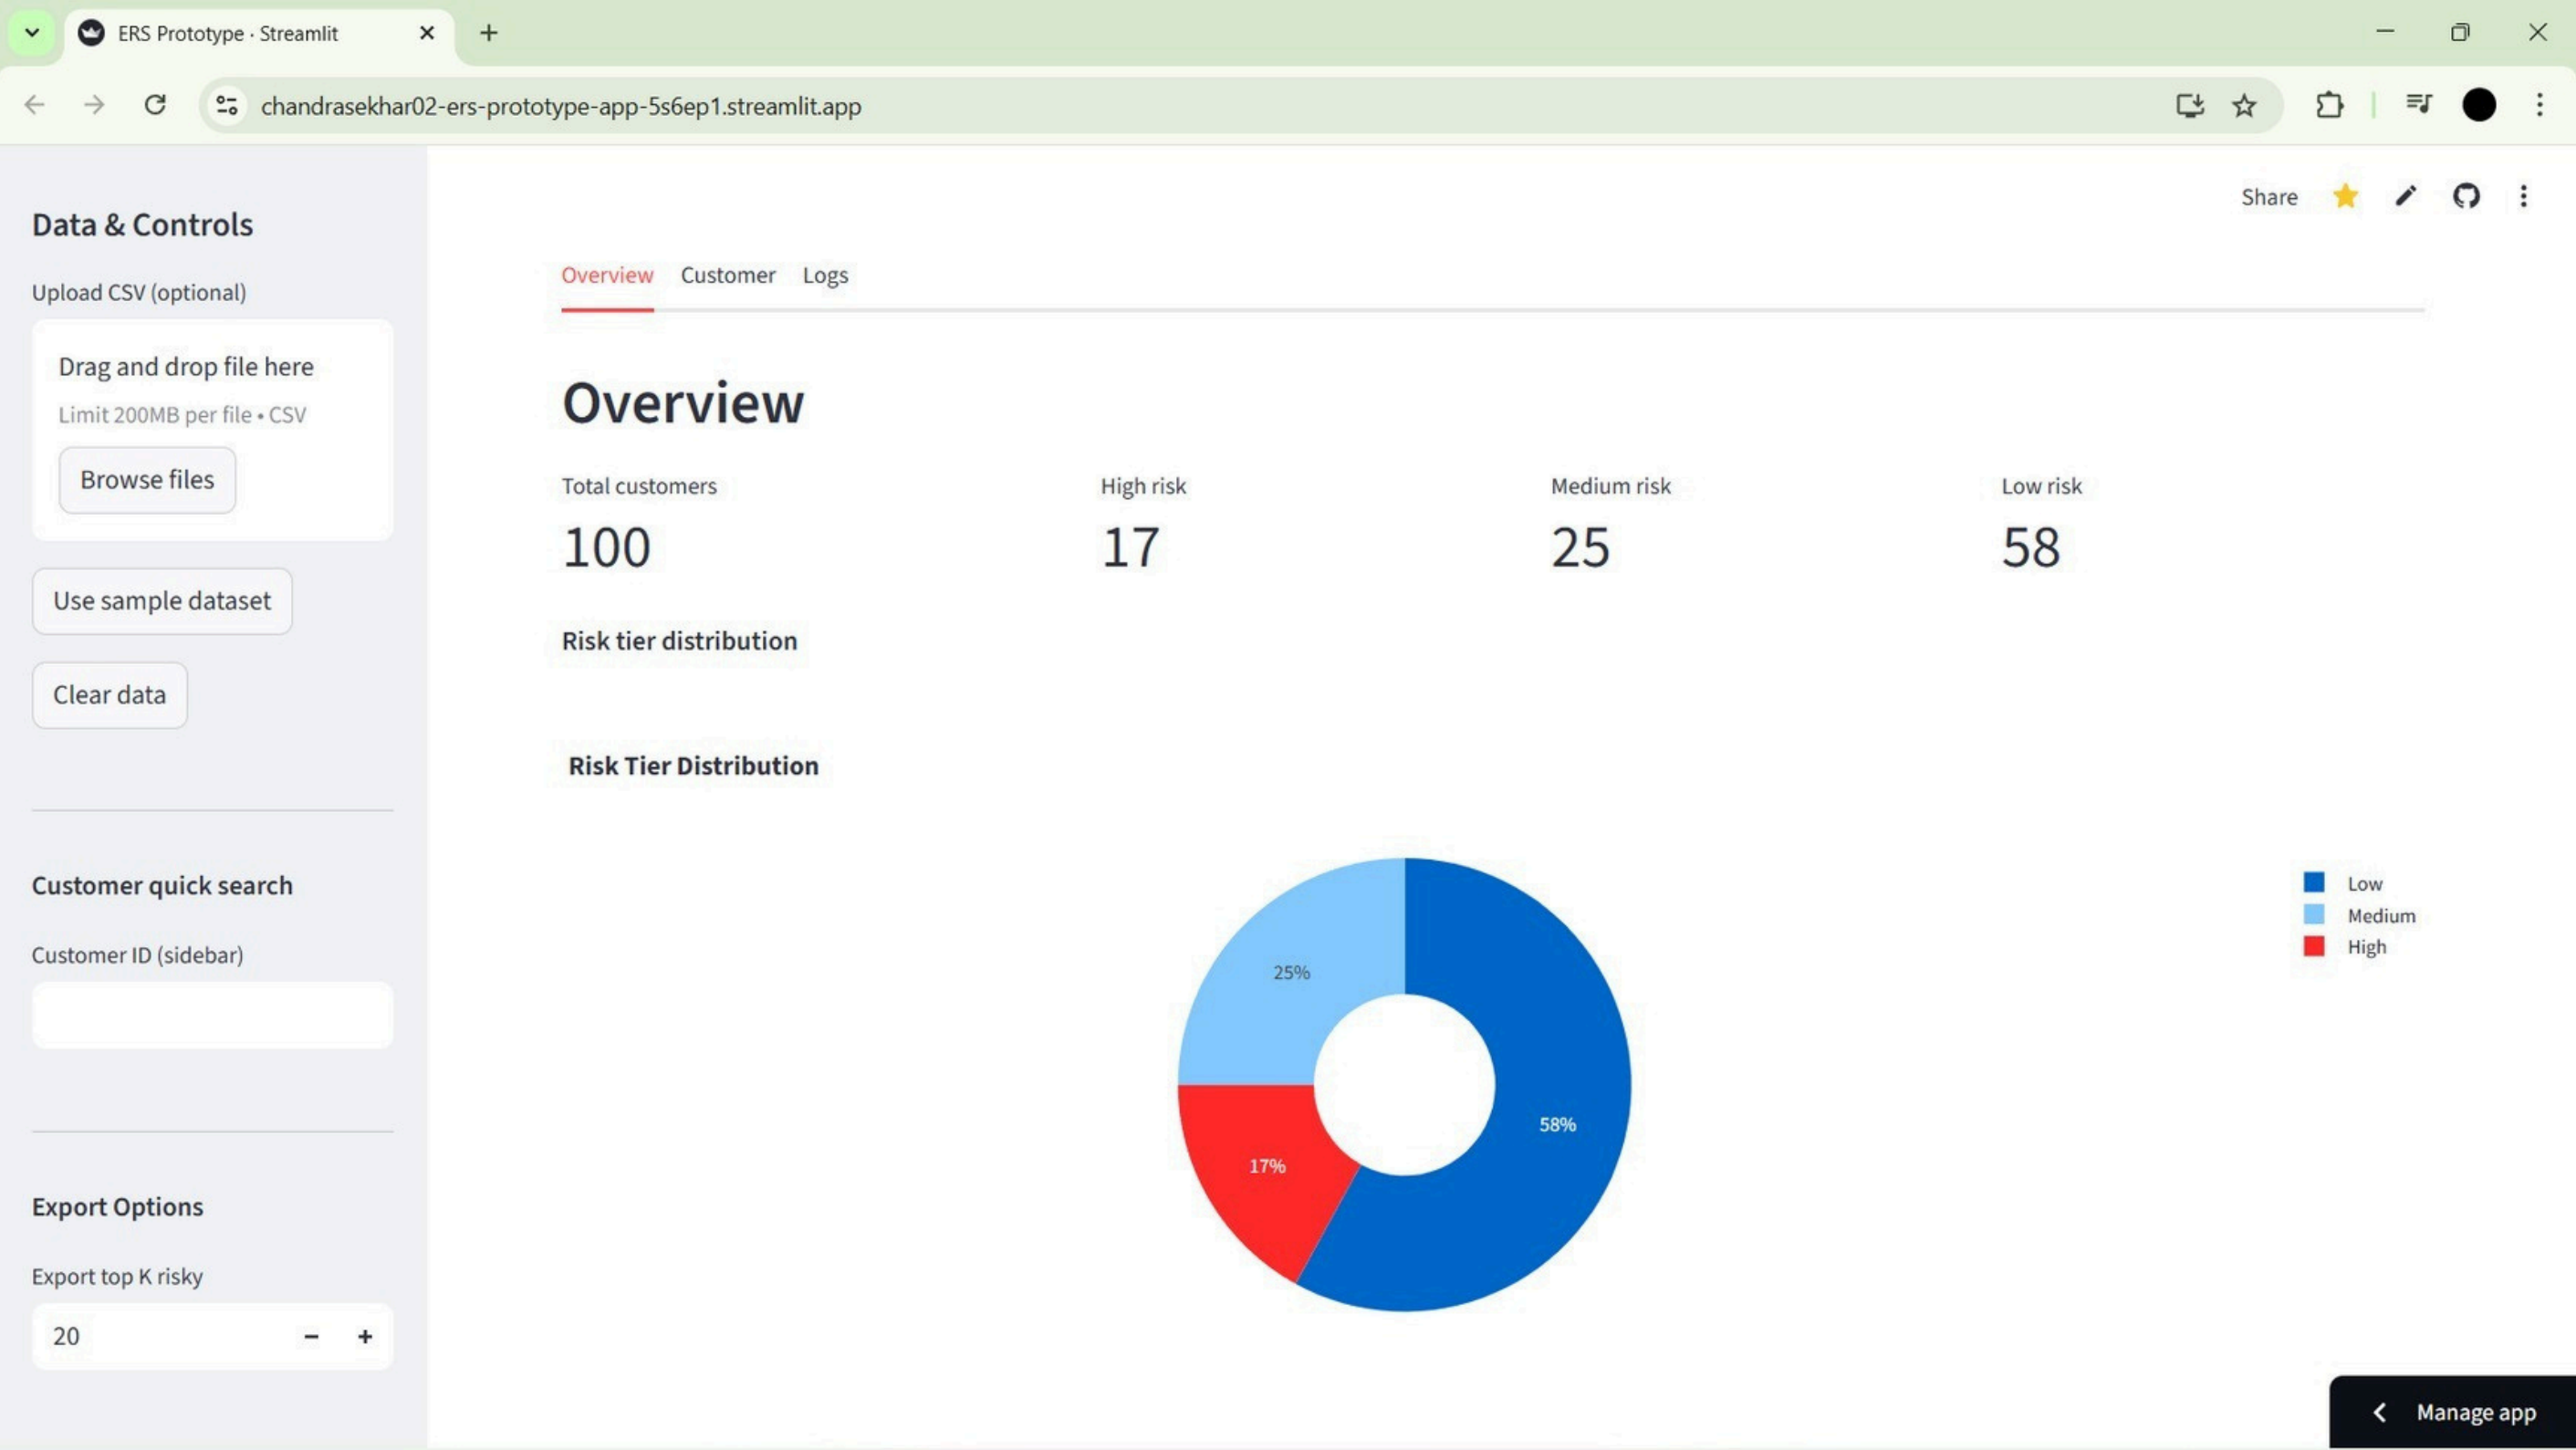 ERS Prototype · Streamlit
chandrasekhar02-ers-prototype-app-5s6ep1.streamlit.app
Data & Controls
Upload CSV (optional)
Drag and drop file here
Limit 200MB per file • CSV
Browse files
Use sample dataset
Clear data
Customer quick search
Customer ID (sidebar)
Export Options
Export top K risky
20
Share
Overview Customer Logs
Overview
Total customers High risk Medium risk Low risk
100 17 25 58
Risk tier distribution
Risk Tier Distribution
Low
Medium
High
25%
58%
17%
Manage app